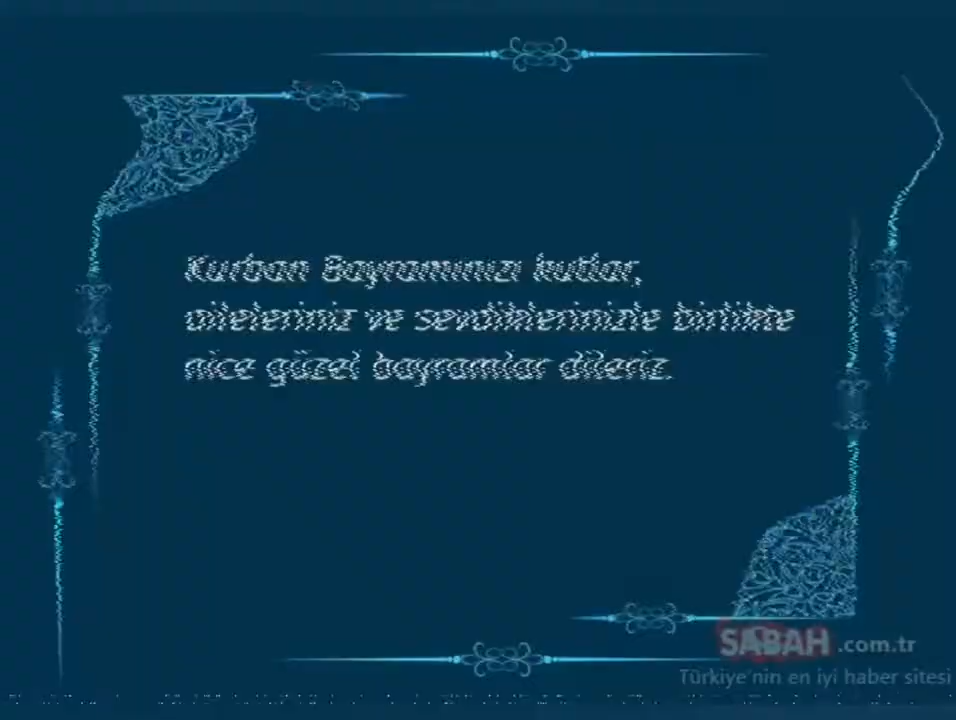 Kurban Bayramınızı kutlar,
aileleriniz ve sevdiklerinizle birlikte
nice güzel bayramlar dileriz.
SABAH.com.tr
Türkiye'nin en iyi haber sitesi